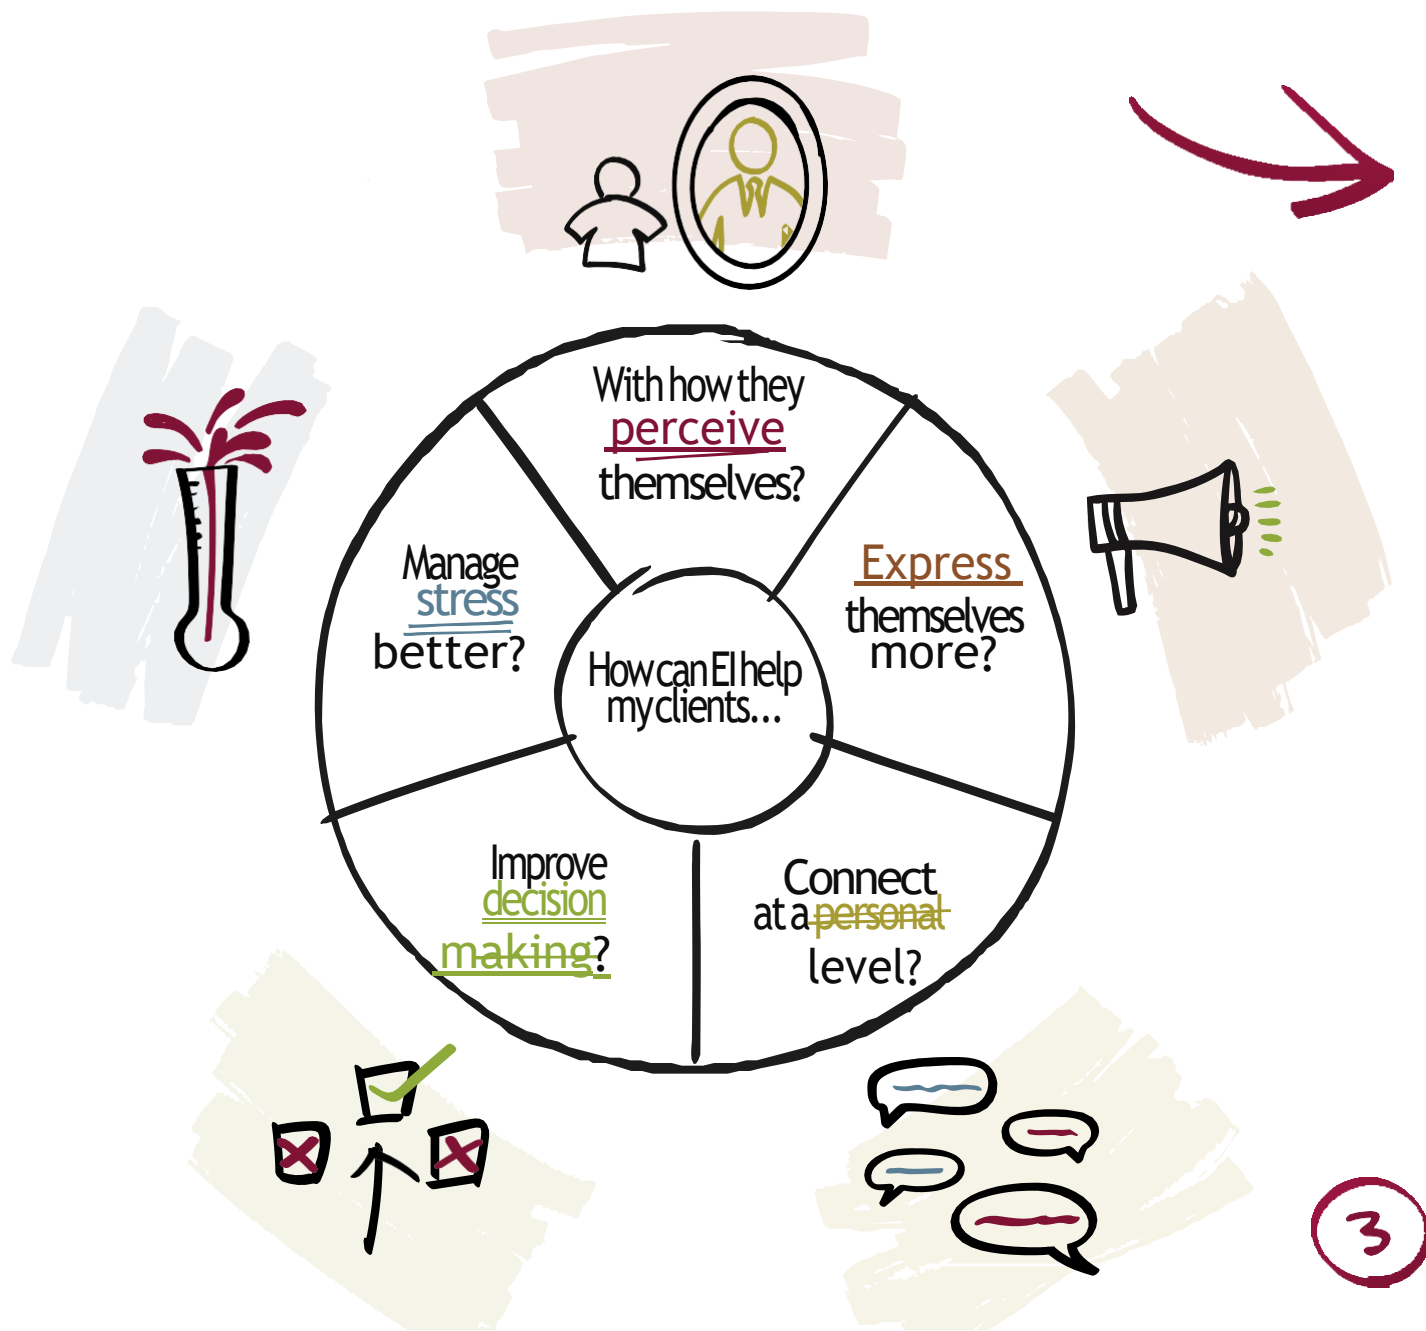 With how they
perceive
themselves?
Manage
stress
better?
Express
themselves
more?
How can EI help
my clients...
Improve
decision
making?
Connect
at a personal
level?
3